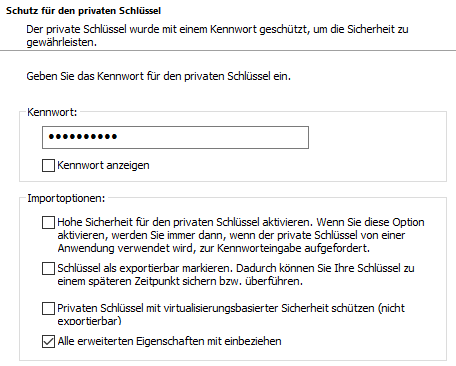 Schutz für den privaten Schlüssel
Der private Schlüssel wurde mit einem Kennwort geschützt, um die Sicherheit zu
gewährleisten.
Geben Sie das Kennwort für den privaten Schlüssel ein.
Kennwort:
●●●●●●●●●●
Kennwort anzeigen
Importoptionen:
Hohe Sicherheit für den privaten Schlüssel aktivieren. Wenn Sie diese Option
aktivieren, werden Sie immer dann, wenn der private Schlüssel von einer
Anwendung verwendet wird, zur Kennworteingabe aufgefordert.
Schlüssel als exportierbar markieren. Dadurch können Sie Ihre Schlüssel zu
einem späteren Zeitpunkt sichern bzw. überführen.
Privaten Schlüssel mit virtualisierungsbasierter Sicherheit schützen (nicht
exportierbar)
Alle erweiterten Eigenschaften mit einbeziehen